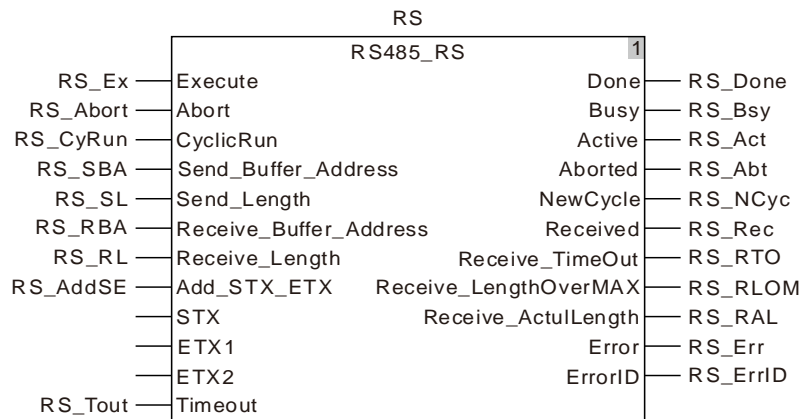 RS
RS485_RS 1
RS_Ex Execute Done RS_Done
RS_Abort Abort Busy RS_Bsy
RS_CyRun CyclicRun Active RS_Act
RS_SBA Send_Buffer_Address Aborted RS_Abt
RS_SL Send_Length NewCycle RS_NCyc
RS_RBA Receive_Buffer_Address Received RS_Rec
RS_RL Receive_Length Receive_TimeOut RS_RTO
RS_AddSE Add_STX_ETX Receive_LengthOverMAX RS_RLOM
STX Receive_ActulLength RS_RAL
ETX1 Error RS_Err
ETX2 ErrorID RS_ErrID
RS_Tout Timeout